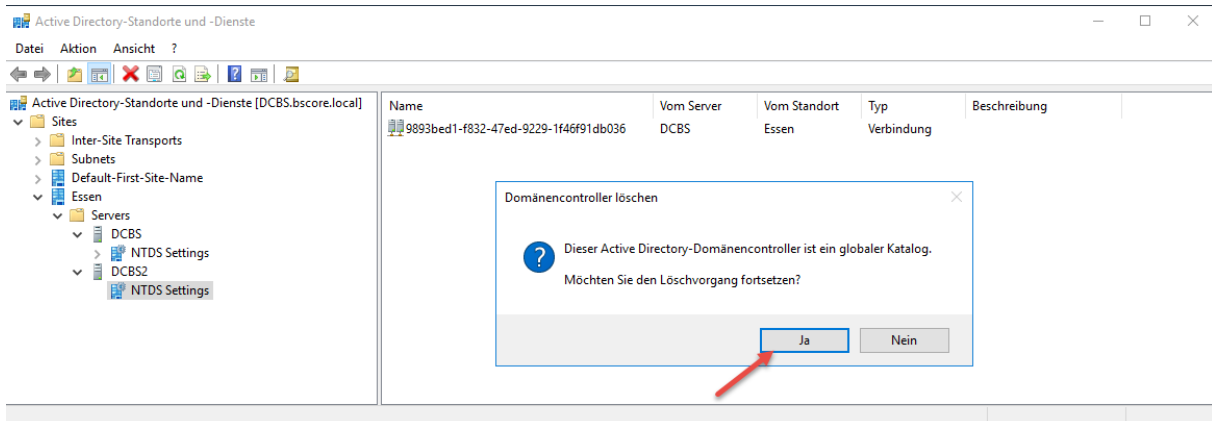 Active Directory-Standorte und -Dienste
Datei Aktion Ansicht ?
Active Directory-Standorte und -Dienste [DCBS.bscore.local]
Sites
Inter-Site Transports
Subnets
Default-First-Site-Name
Essen
Servers
DCBS
NTDS Settings
DCBS2
NTDS Settings
Name Vom Server Vom Standort Typ Beschreibung
9893bed1-f832-47ed-9229-1f46f91db036 DCBS Essen Verbindung
Domänencontroller löschen
Dieser Active Directory-Domänencontroller ist ein globaler Katalog.
Möchten Sie den Löschvorgang fortsetzen?
Ja Nein